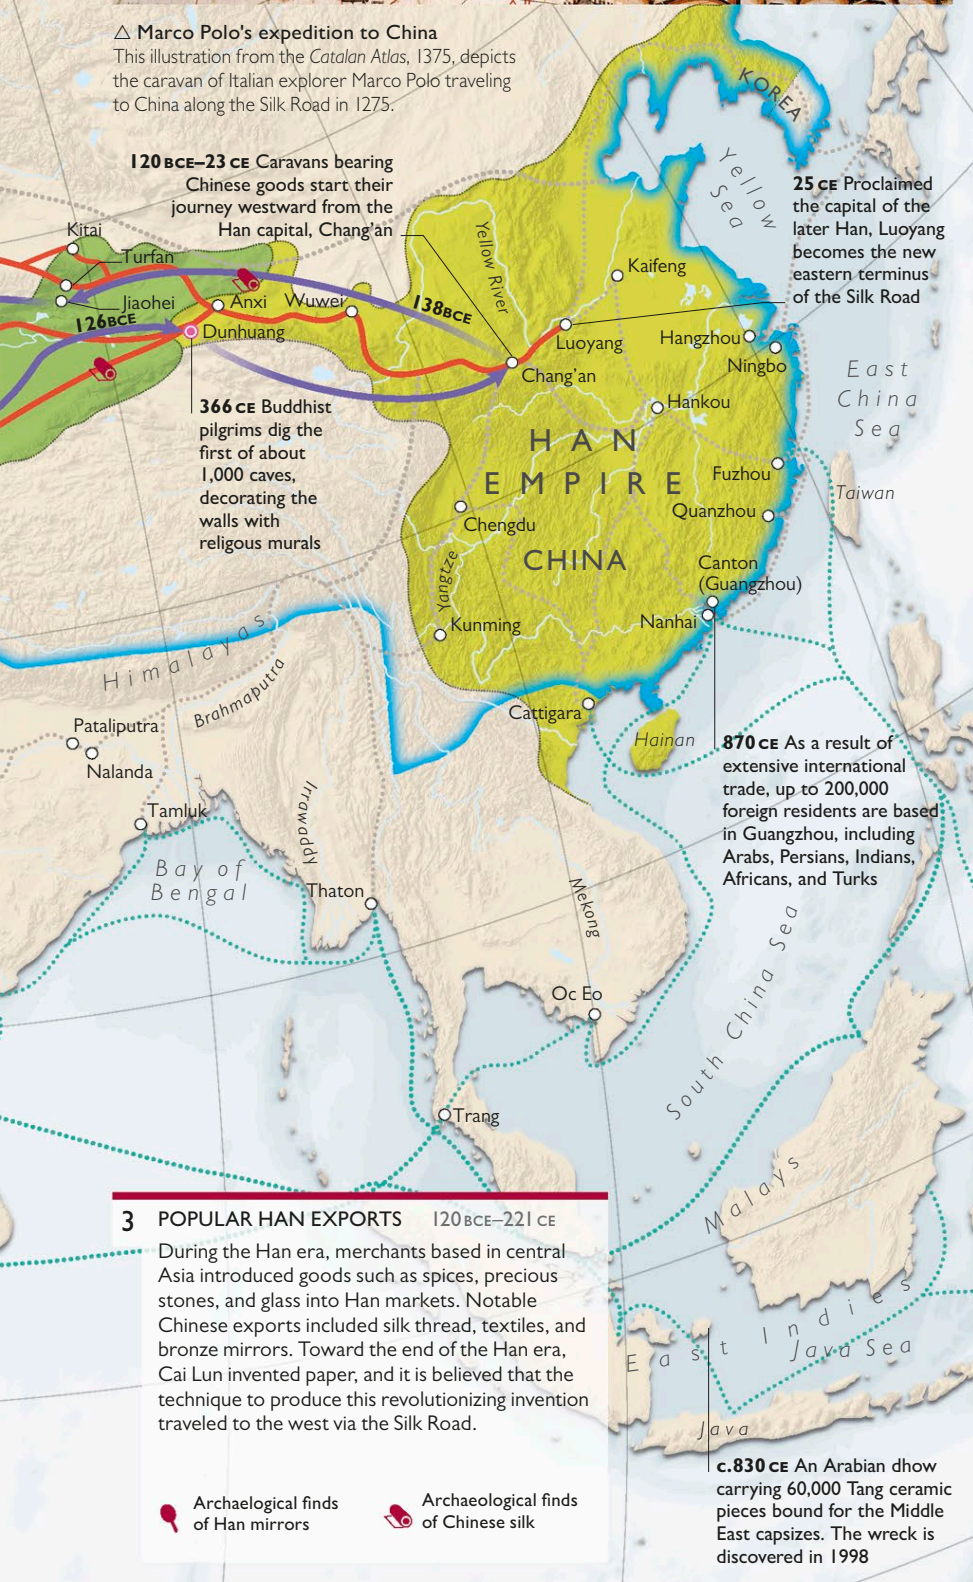 △ Marco Polo's expedition to China
This illustration from the Catalan Atlas, 1375, depicts
the caravan of Italian explorer Marco Polo traveling
to China along the Silk Road in 1275.
KOREA
120 BCE–23 CE Caravans bearing
Chinese goods start their
journey westward from the
Han capital, Chang'an
Yellow
Sea
25 CE Proclaimed
the capital of the
later Han, Luoyang
becomes the new
eastern terminus
of the Silk Road
Kitai
Turfan
Yellow River
Kaifeng
Jiaohei
Anxi
Wuwei
138BCE
126BCE
Dunhuang
Luoyang
Hangzhou
Ningbo
Chang'an
East
China
Sea
366 CE Buddhist
pilgrims dig the
first of about
1,000 caves,
decorating the
walls with
religous murals
Hankou
HAN
EMPIRE
Fuzhou
Taiwan
Chengdu
Quanzhou
CHINA
Yangtze
Canton
(Guangzhou)
Nanhai
Kunming
Himalayas
Brahmaputra
Cattigara
Hainan
Pataliputra
Nalanda
870 CE As a result of
extensive international
trade, up to 200,000
foreign residents are based
in Guangzhou, including
Arabs, Persians, Indians,
Africans, and Turks
Tamluk
Irrawaddy
Bay of
Bengal
Thaton
Mekong
South China Sea
Oc Eo
Trang
Malays
3 POPULAR HAN EXPORTS 120 BCE–221 CE
During the Han era, merchants based in central
Asia introduced goods such as spices, precious
stones, and glass into Han markets. Notable
Chinese exports included silk thread, textiles, and
bronze mirrors. Toward the end of the Han era,
Cai Lun invented paper, and it is believed that the
technique to produce this revolutionizing invention
traveled to the west via the Silk Road.
East Indies
Java Sea
Java
Archaelogical finds
of Han mirrors
Archaeological finds
of Chinese silk
c.830 CE An Arabian dhow
carrying 60,000 Tang ceramic
pieces bound for the Middle
East capsizes. The wreck is
discovered in 1998